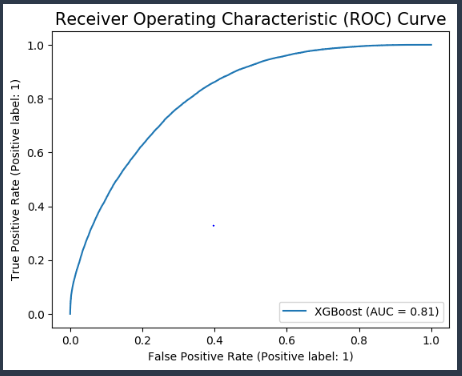 Receiver Operating Characteristic (ROC) Curve
True Positive Rate (Positive label: 1)
1.0
0.8
0.6
0.4
0.2
0.0
XGBoost (AUC = 0.81)
0.0 0.2 0.4 0.6 0.8 1.0
False Positive Rate (Positive label: 1)